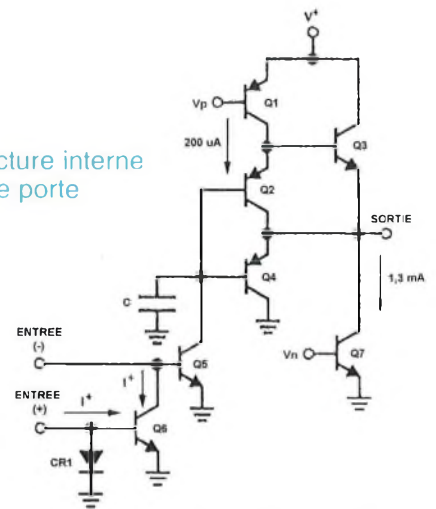 V+
Vp
Q1
200 uA
Q3
cture interne
e porte
Q2
SORTIE
Q4
1,3 mA
C
ENTREE
(-)
Q5
Vn
Q7
I+
ENTREE
(+)
I+
Q6
CR1